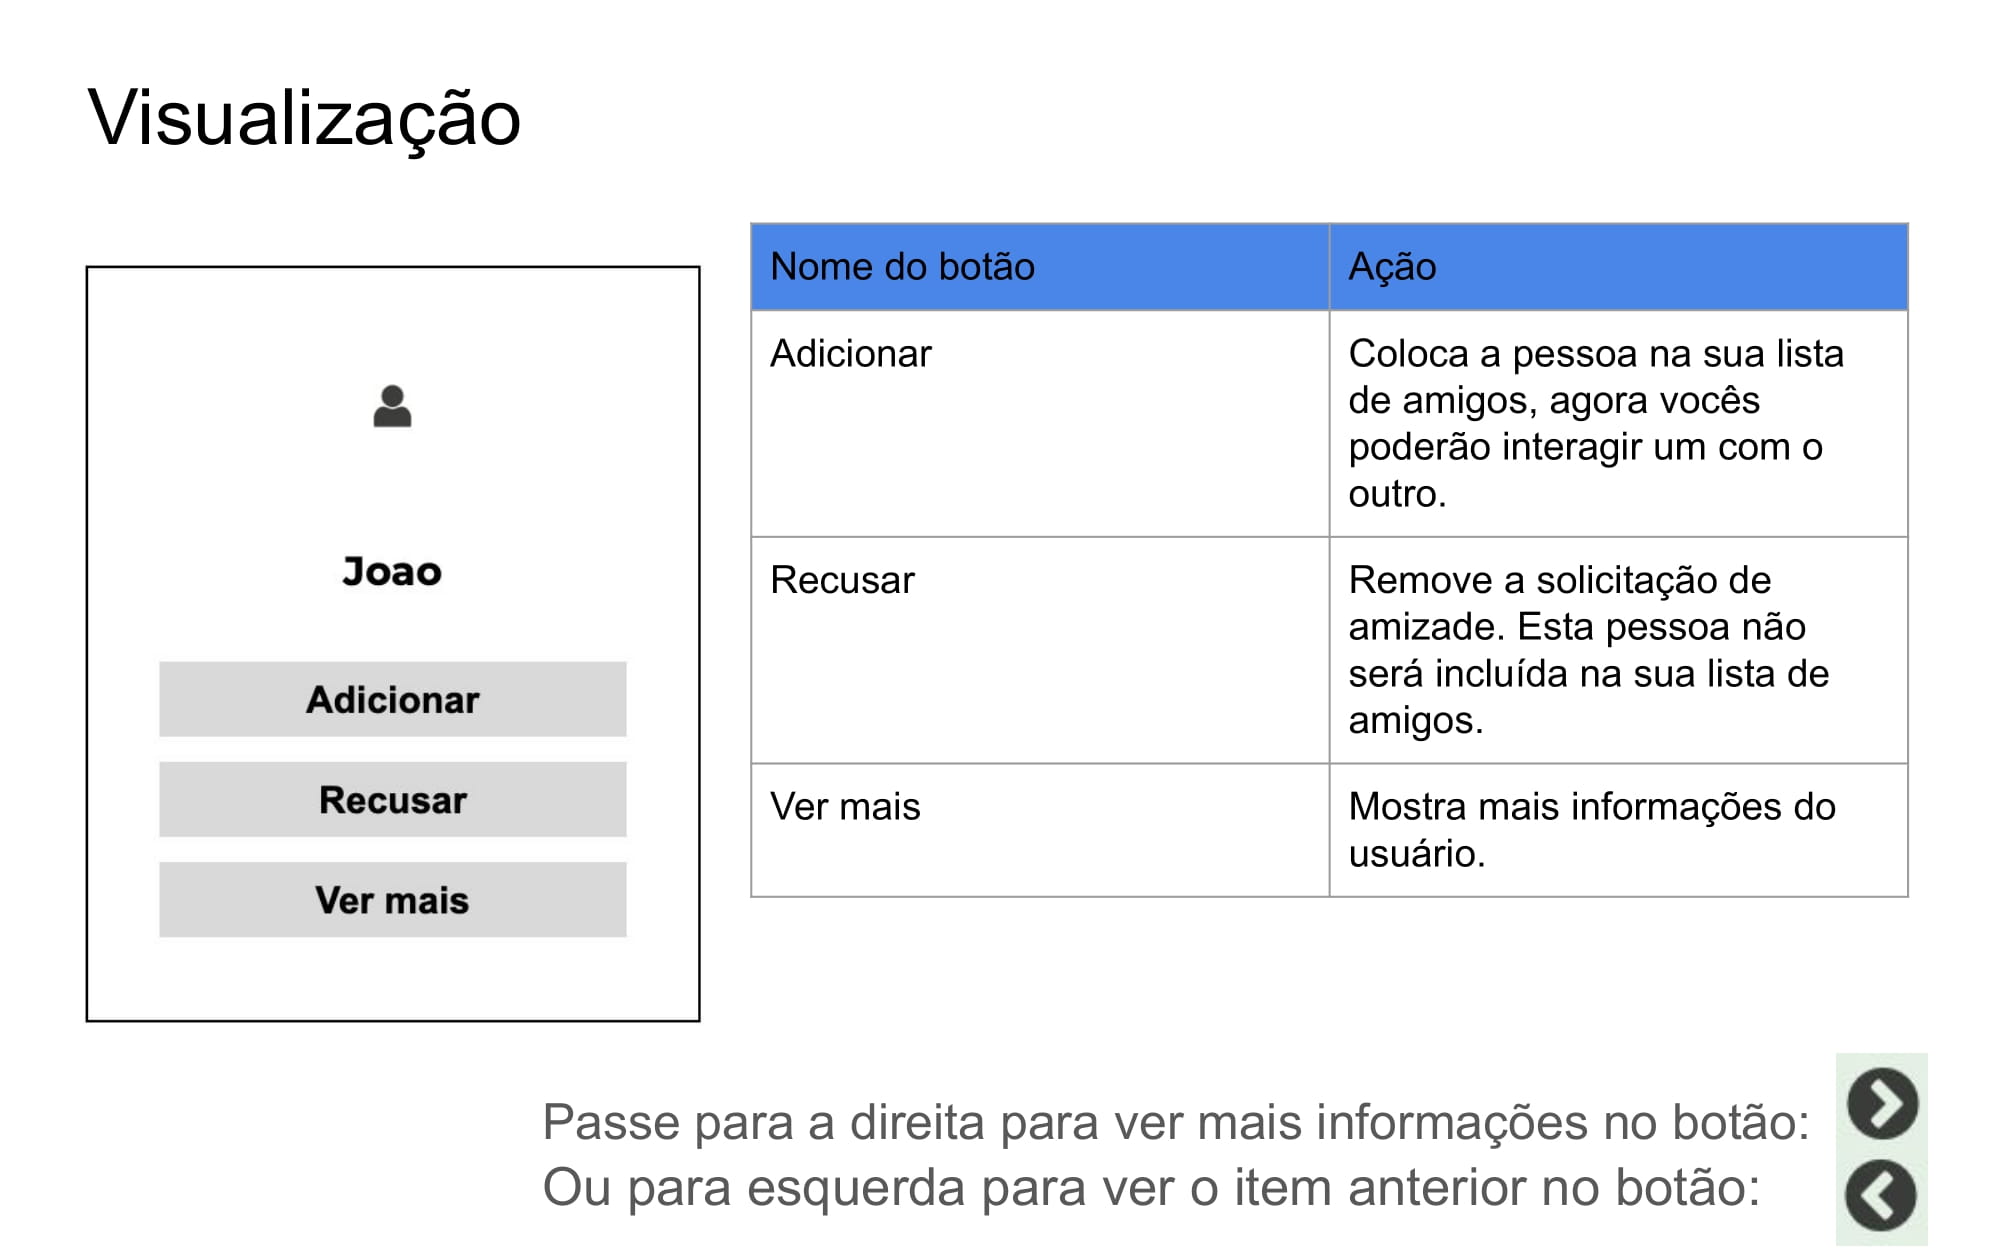 Visualização
Joao
Adicionar
Recusar
Ver mais
Nome do botão
Ação
Adicionar
Coloca a pessoa na sua lista
de amigos, agora vocês
poderão interagir um com o
outro.
Recusar
Remove a solicitação de
amizade. Esta pessoa não
será incluída na sua lista de
amigos.
Ver mais
Mostra mais informações do
usuário.
Passe para a direita para ver mais informações no botão:
Ou para esquerda para ver o item anterior no botão: